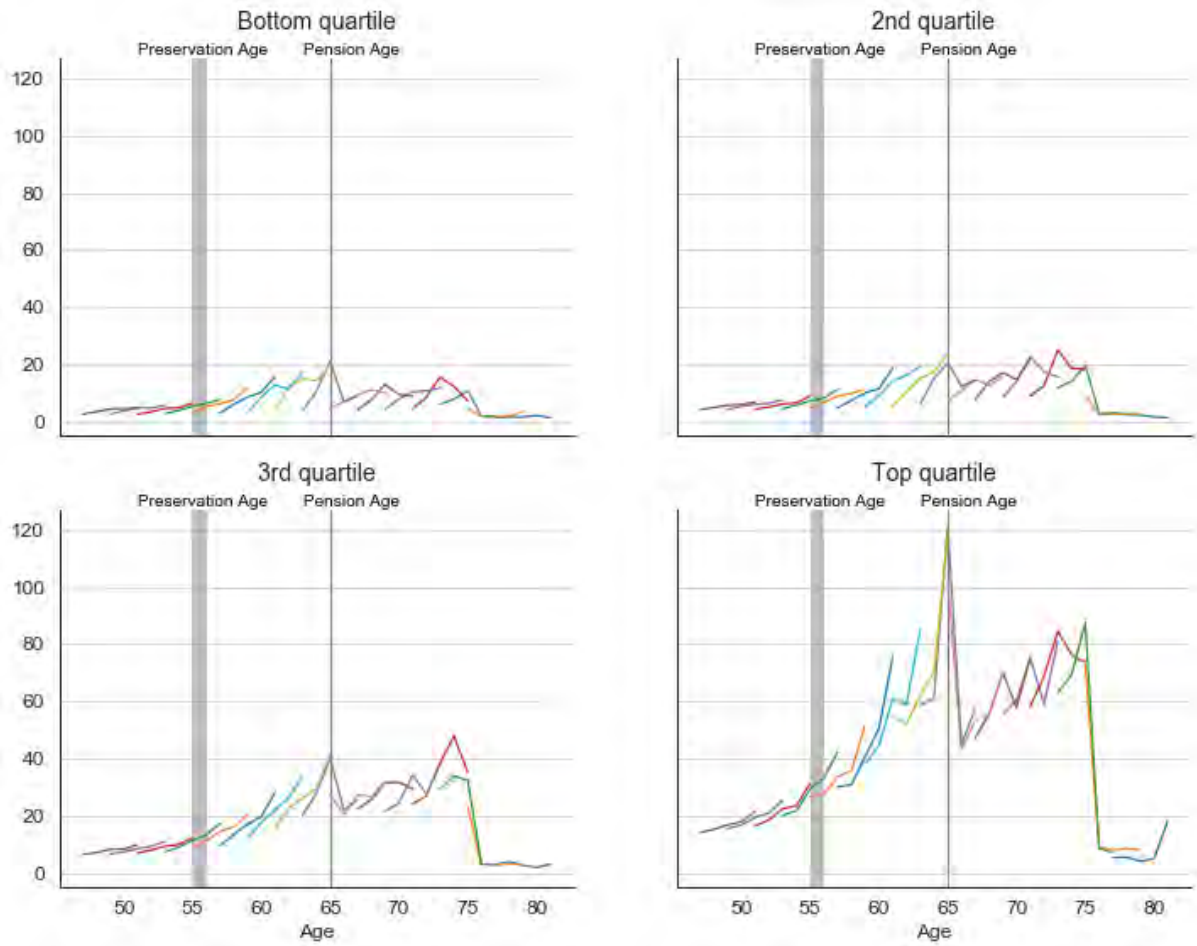 Bottom quartile
Preservation Age Pension Age
120
100
80
60
40
20
0
2nd quartile
Preservation Age Pension Age
3rd quartile
Preservation Age Pension Age
120
100
80
60
40
20
0
50 55 60 65 70 75 80
Age
Top quartile
Preservation Age Pension Age
50 55 60 65 70 75 80
Age